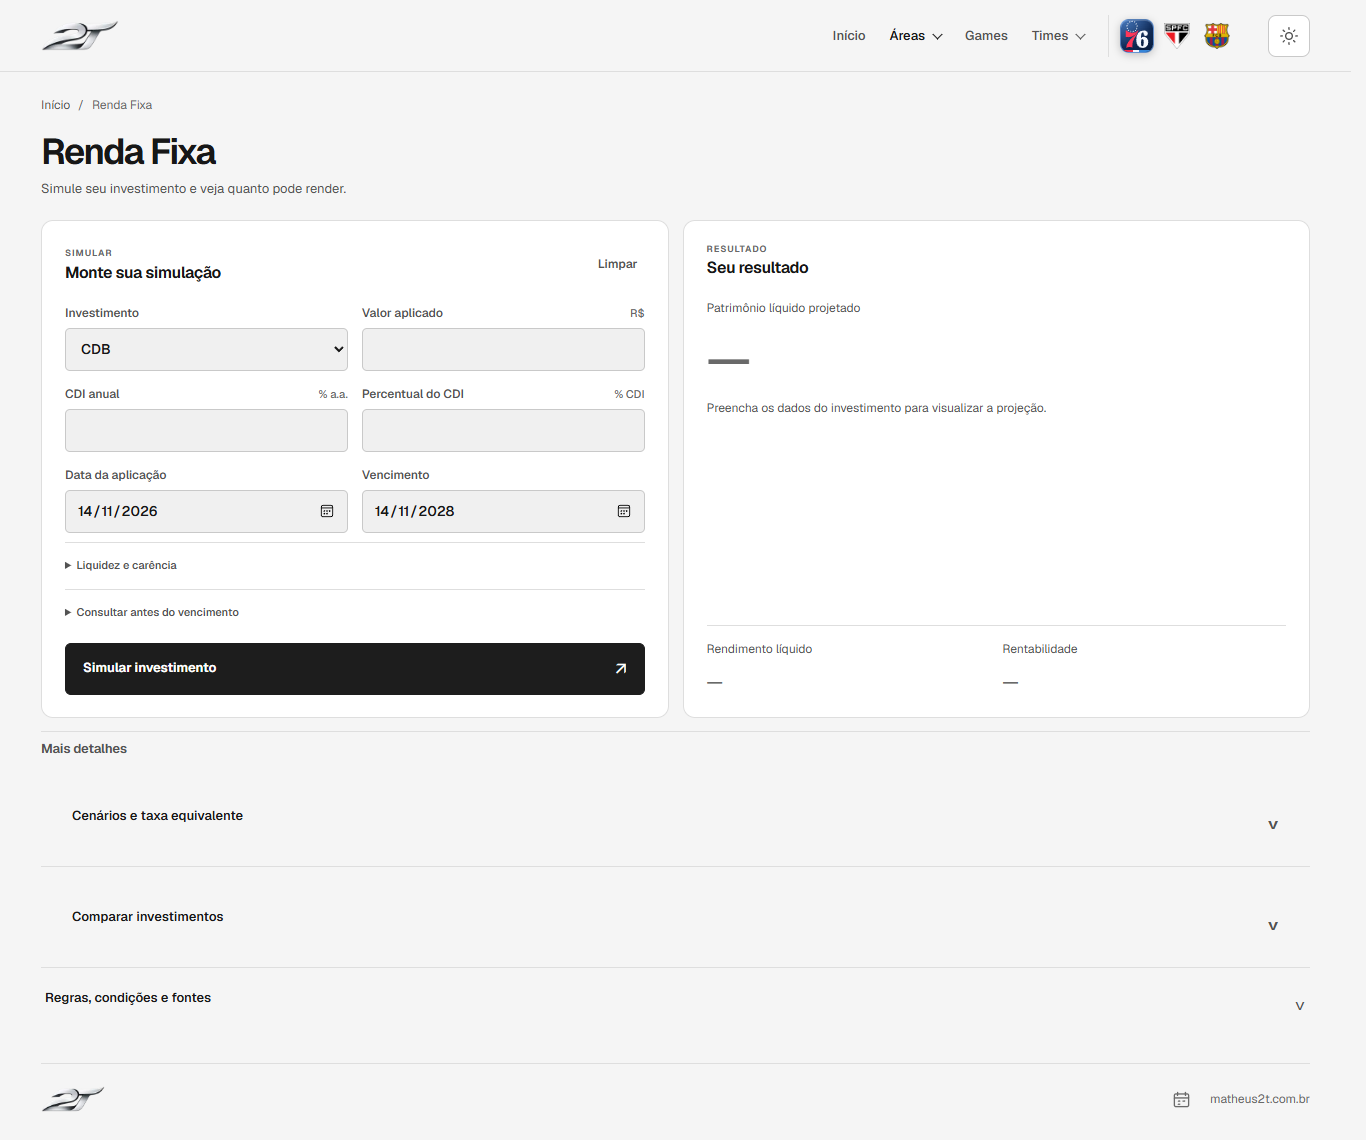 2T
Início
Áreas
Games
Times
76
SPFC
Início / Renda Fixa
Renda Fixa
Simule seu investimento e veja quanto pode render.
SIMULAR
Monte sua simulação
Limpar
Investimento
CDB
Valor aplicado
R$
CDI anual
% a.a.
Percentual do CDI
% CDI
Data da aplicação
14/11/2026
Vencimento
14/11/2028
Liquidez e carência
Consultar antes do vencimento
Simular investimento
RESULTADO
Seu resultado
Patrimônio líquido projetado
—
Preencha os dados do investimento para visualizar a projeção.
Rendimento líquido
—
Rentabilidade
—
Mais detalhes
Cenários e taxa equivalente
v
Comparar investimentos
v
Regras, condições e fontes
v
2T
matheus2t.com.br